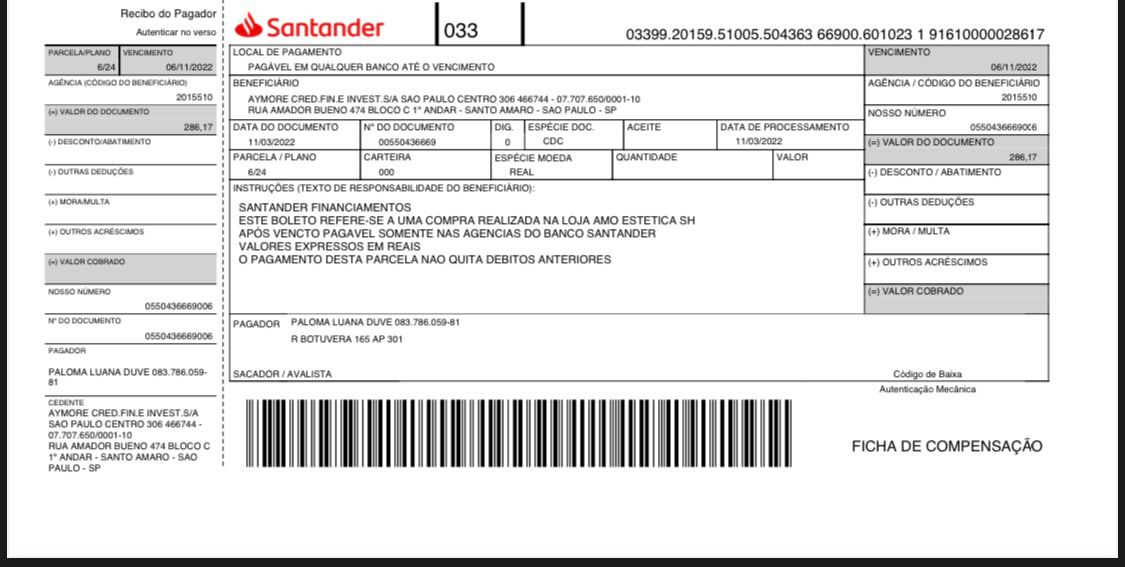 Recibo do Pagador
Autenticar no verso
PARCELA/PLANO VENCIMENTO
6/24 06/11/2022
AGÊNCIA (CÓDIGO DO BENEFICIÁRIO)
2015510
(=) VALOR DO DOCUMENTO
286,17
(-) DESCONTO/ABATIMENTO
(-) OUTRAS DEDUÇÕES
(+) MORA/MULTA
(+) OUTROS ACRÉSCIMOS
(=) VALOR COBRADO
NOSSO NÚMERO
0550436669006
Nº DO DOCUMENTO
0550436669006
PAGADOR
PALOMA LUANA DUVE 083.786.059-
81
CEDENTE
AYMORE CRED.FIN.E INVEST.S/A
SAO PAULO CENTRO 306 466744 -
07.707.650/0001-10
RUA AMADOR BUENO 474 BLOCO C
1º ANDAR - SANTO AMARO - SAO
PAULO - SP
Santander 033 03399.20159.51005.504363 66900.601023 1 91610000028617
LOCAL DE PAGAMENTO
PAGÁVEL EM QUALQUER BANCO ATÉ O VENCIMENTO
VENCIMENTO
06/11/2022
BENEFICIÁRIO
AYMORE CRED.FIN.E INVEST.S/A SAO PAULO CENTRO 306 466744 - 07.707.650/0001-10
RUA AMADOR BUENO 474 BLOCO C 1º ANDAR - SANTO AMARO - SAO PAULO - SP
AGÊNCIA / CÓDIGO DO BENEFICIÁRIO
2015510
DATA DO DOCUMENTO Nº DO DOCUMENTO DIG. ESPÉCIE DOC. ACEITE DATA DE PROCESSAMENTO
11/03/2022 00550436669 0 CDC 11/03/2022
NOSSO NÚMERO
0550436669006
PARCELA / PLANO CARTEIRA ESPÉCIE MOEDA QUANTIDADE VALOR
6/24 000 REAL
(=) VALOR DO DOCUMENTO
286,17
INSTRUÇÕES (TEXTO DE RESPONSABILIDADE DO BENEFICIÁRIO):
SANTANDER FINANCIAMENTOS
ESTE BOLETO REFERE-SE A UMA COMPRA REALIZADA NA LOJA AMO ESTETICA SH
APÓS VENCTO PAGAVEL SOMENTE NAS AGENCIAS DO BANCO SANTANDER
VALORES EXPRESSOS EM REAIS
O PAGAMENTO DESTA PARCELA NAO QUITA DEBITOS ANTERIORES
(-) DESCONTO / ABATIMENTO
(-) OUTRAS DEDUÇÕES
(+) MORA / MULTA
(+) OUTROS ACRÉSCIMOS
(=) VALOR COBRADO
PAGADOR PALOMA LUANA DUVE 083.786.059-81
R BOTUVERA 165 AP 301
SACADOR / AVALISTA Código de Baixa
Autenticação Mecânica
FICHA DE COMPENSAÇÃO